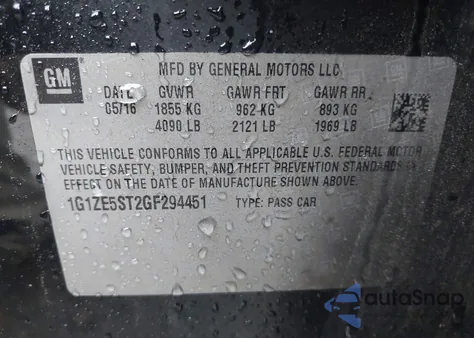 GM
MFD BY GENERAL MOTORS LLC
DATE GVWR GAWR FRT GAWR RR
05/16 1855 KG 962 KG 893 KG
4090 LB 2121 LB 1969 LB
THIS VEHICLE CONFORMS TO ALL APPLICABLE U.S. FEDERAL MOTOR
VEHICLE SAFETY, BUMPER, AND THEFT PREVENTION STANDARDS IN
EFFECT ON THE DATE OF MANUFACTURE SHOWN ABOVE.
1G1ZE5ST2GF294451 TYPE: PASS CAR
autoSnap